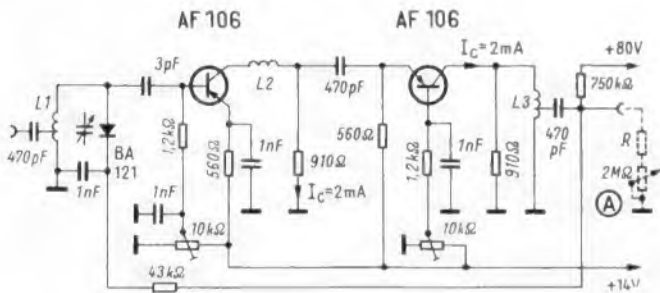 AF 106
AF 106
3pF
L2
470pF
I_C=2mA
+80V
750kΩ
L1
470pF
BA
121
1nF
1,2kΩ
560Ω
1nF
910Ω
I_C=2mA
560Ω
1nF
1,2kΩ
910Ω
L3
470
pF
R
2MΩ
A
1nF
10kΩ
10kΩ
43kΩ
+14V